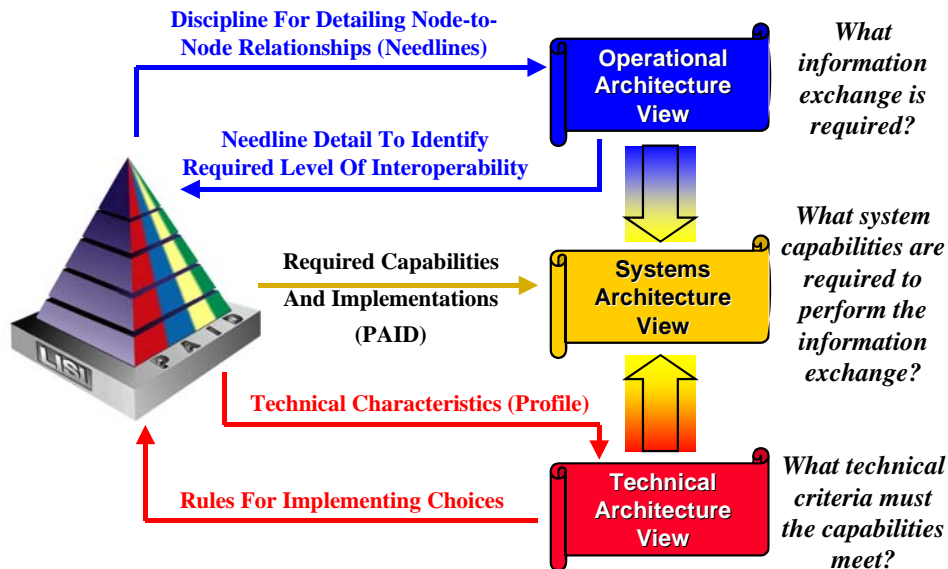 Discipline For Detailing Node-to-
Node Relationships (Needlines)
Operational
Architecture
View
What
information
exchange is
required?
Needline Detail To Identify
Required Level Of Interoperability
Required Capabilities
And Implementations
(PAID)
Systems
Architecture
View
What system
capabilities are
required to
perform the
information
exchange?
LISI
P A I D
Technical Characteristics (Profile)
Rules For Implementing Choices
Technical
Architecture
View
What technical
criteria must
the capabilities
meet?